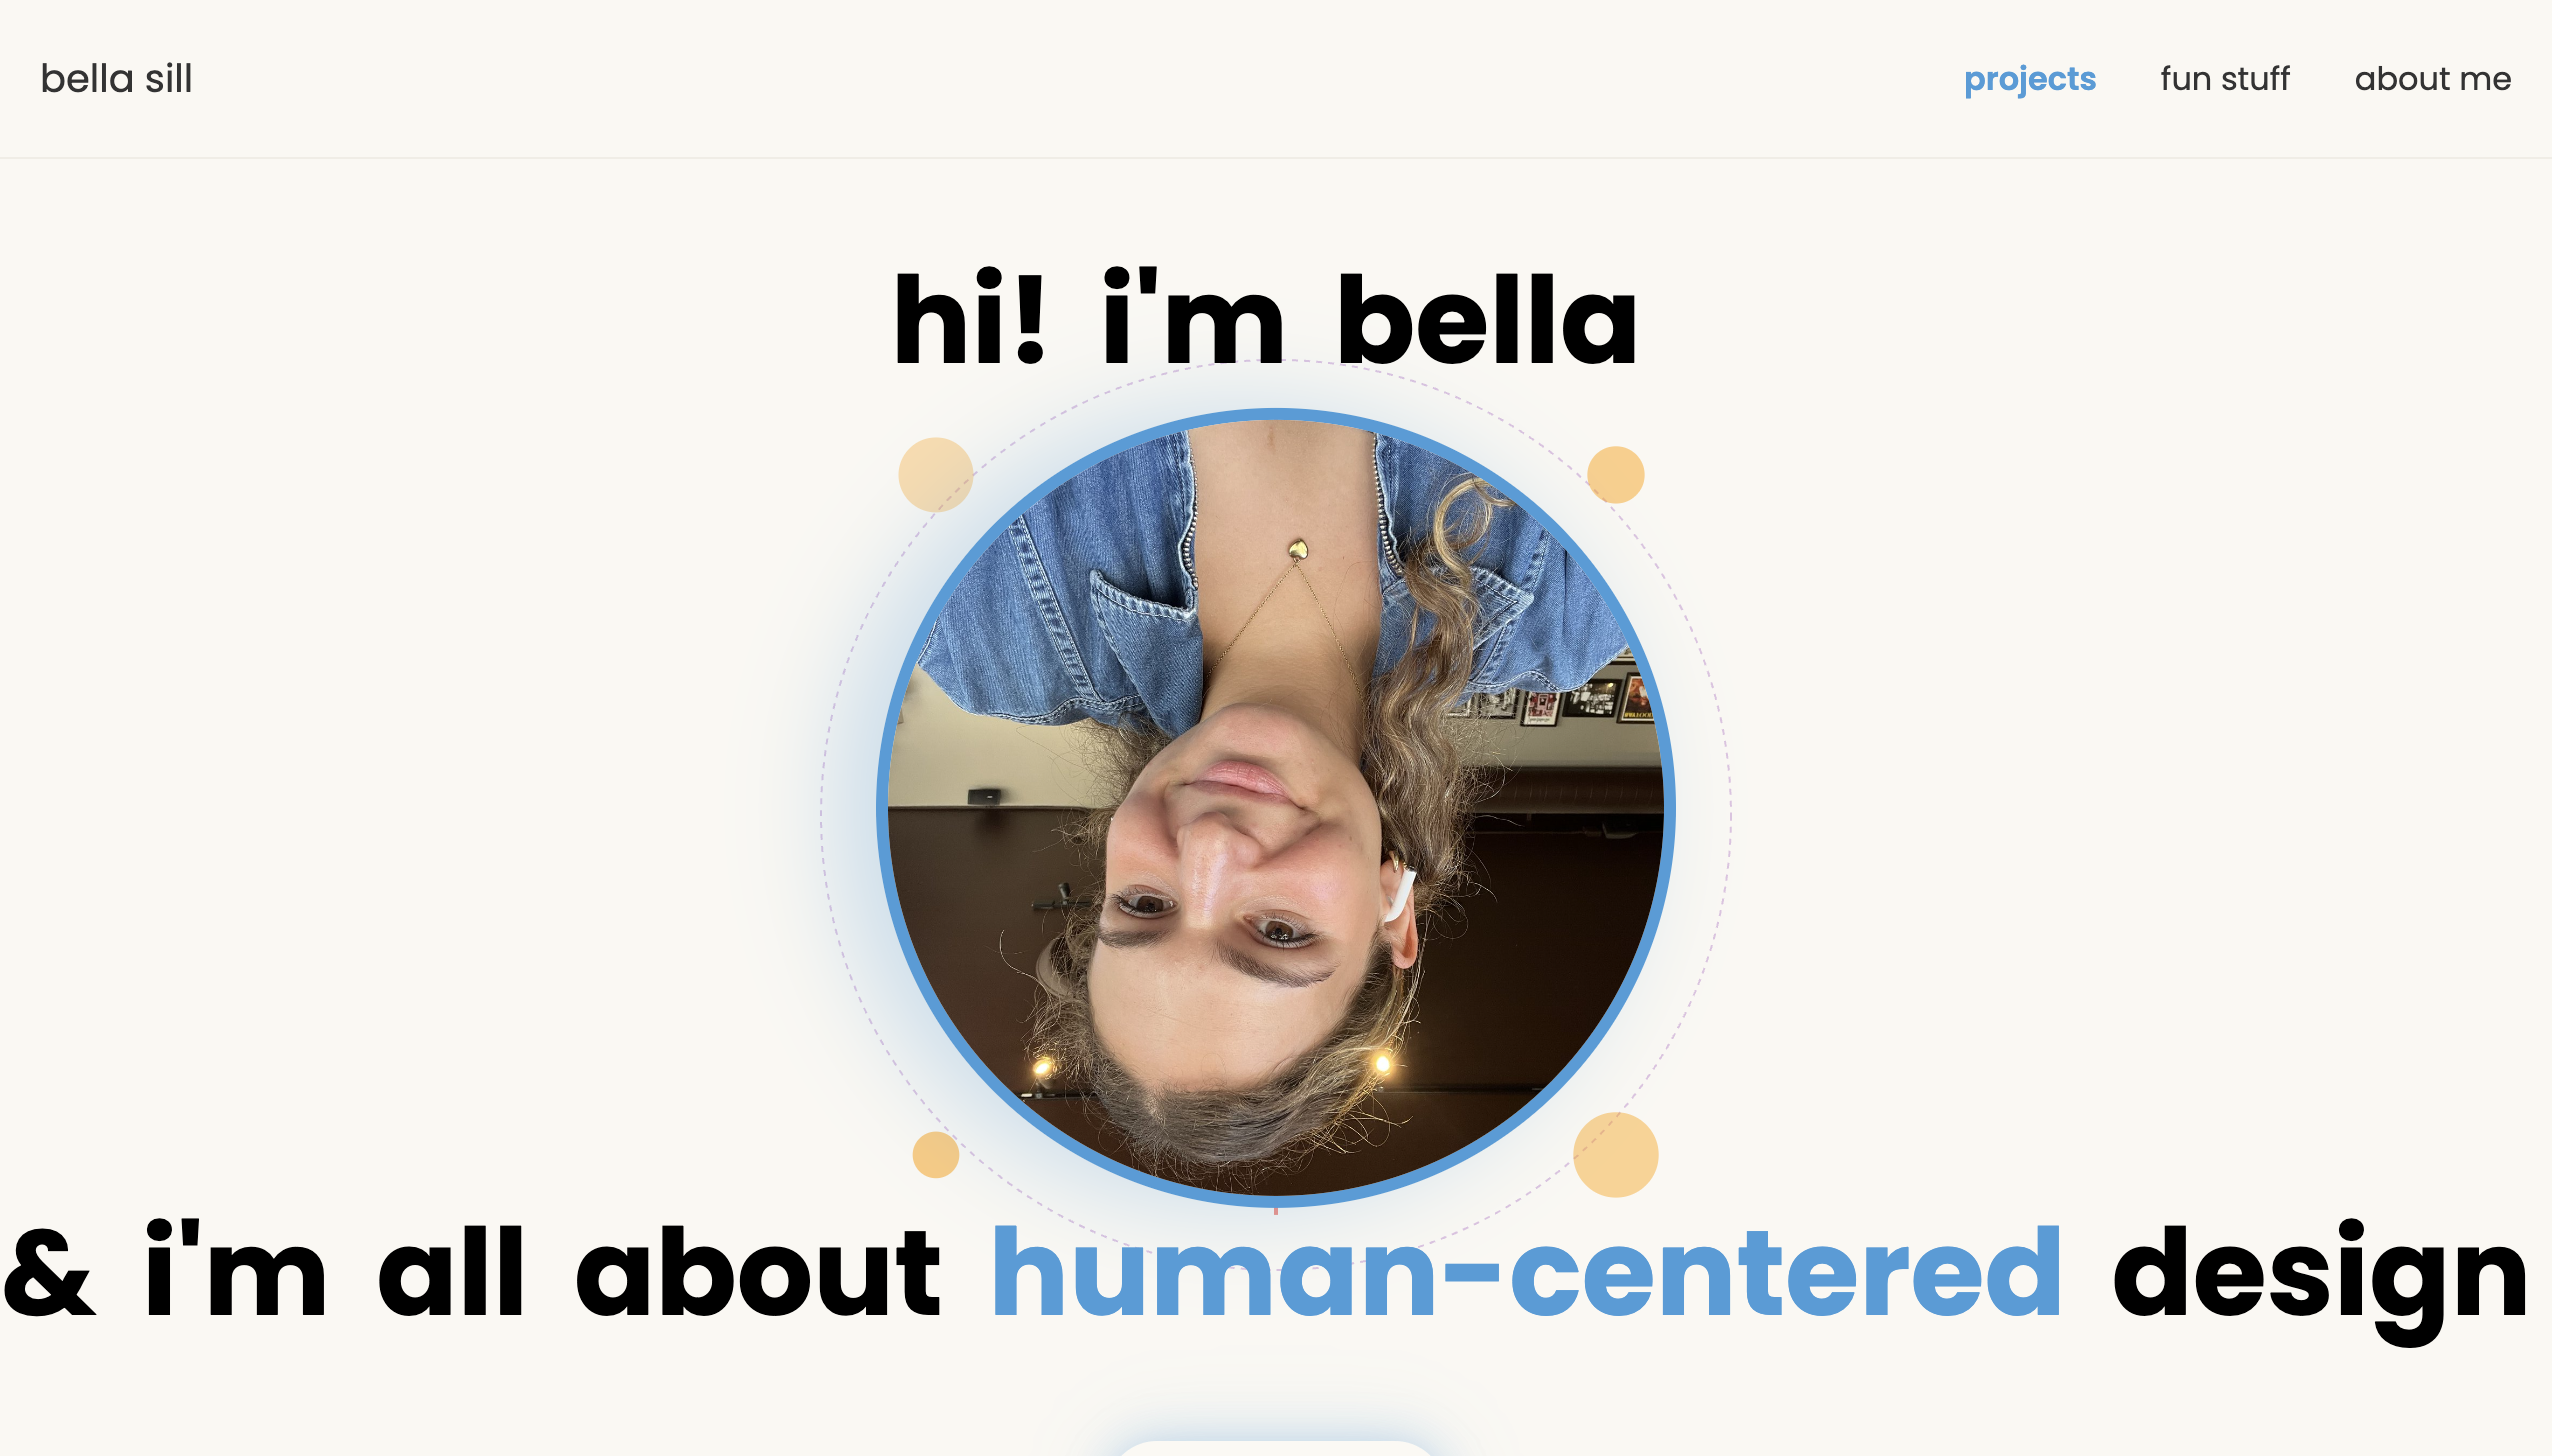 bella sill
projects fun stuff about me
hi! i'm bella
& i'm all about human-centered design